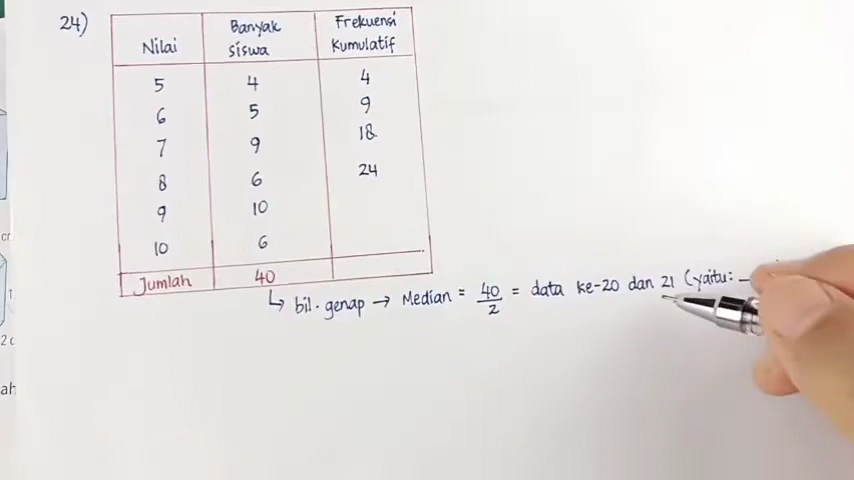 24)
Nilai Banyak siswa Frekuensi Kumulatif
5 4 4
6 5 9
7 9 18
8 6 24
9 10
10 6
Jumlah 40
↳ bil. genap → Median = 40/2 = data ke-20 dan 21 (yaitu: